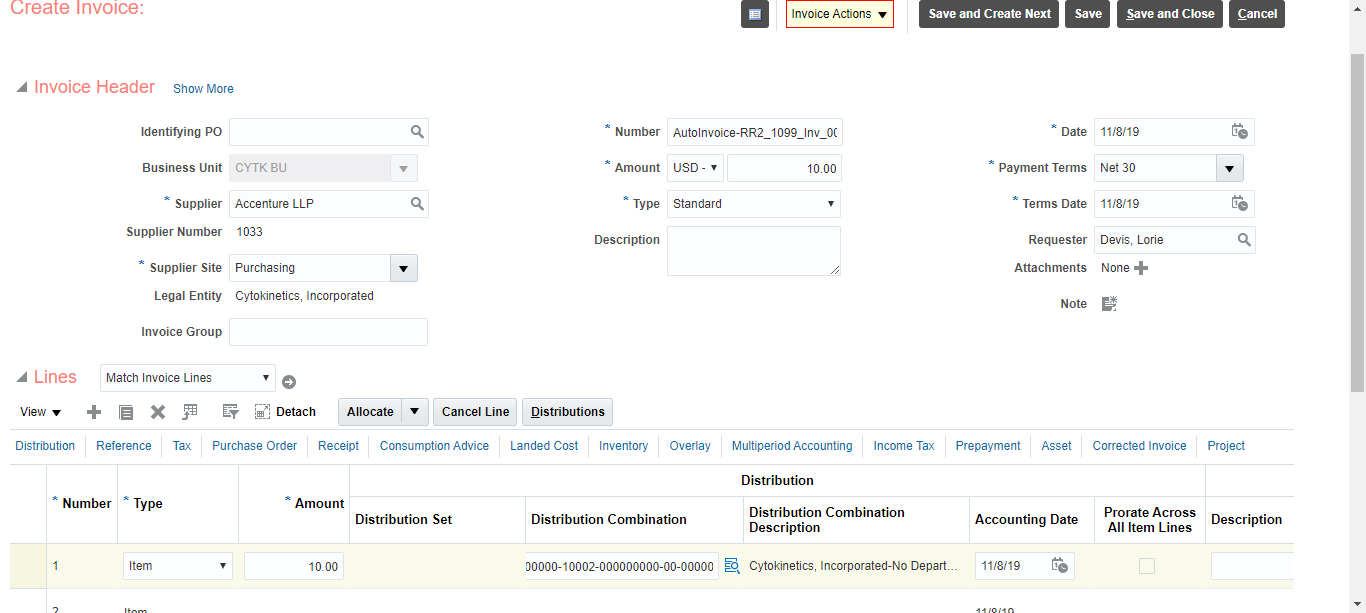 Create Invoice:
Invoice Actions
Save and Create Next
Save
Save and Close
Cancel
Invoice Header
Show More
Identifying PO
Business Unit CYTK BU
* Supplier Accenture LLP
Supplier Number 1033
* Supplier Site Purchasing
Legal Entity Cytokinetics, Incorporated
Invoice Group
* Number AutoInvoice-RR2_1099_Inv_00
* Amount USD - 10.00
* Type Standard
Description
* Date 11/8/19
* Payment Terms Net 30
* Terms Date 11/8/19
Requester Devis, Lorie
Attachments None
Note
Lines Match Invoice Lines
View
Detach
Allocate
Cancel Line
Distributions
Distribution Reference Tax Purchase Order Receipt Consumption Advice Landed Cost Inventory Overlay Multiperiod Accounting Income Tax Prepayment Asset Corrected Invoice Project
Distribution
* Number * Type * Amount
Distribution Set
Distribution Combination
Distribution Combination
Description
Accounting Date
Prorate Across
All Item Lines
Description
1 Item 10.00 00000-10002-000000000-00-00000 Cytokinetics, Incorporated-No Depart... 11/8/19
2 Item 11/8/19